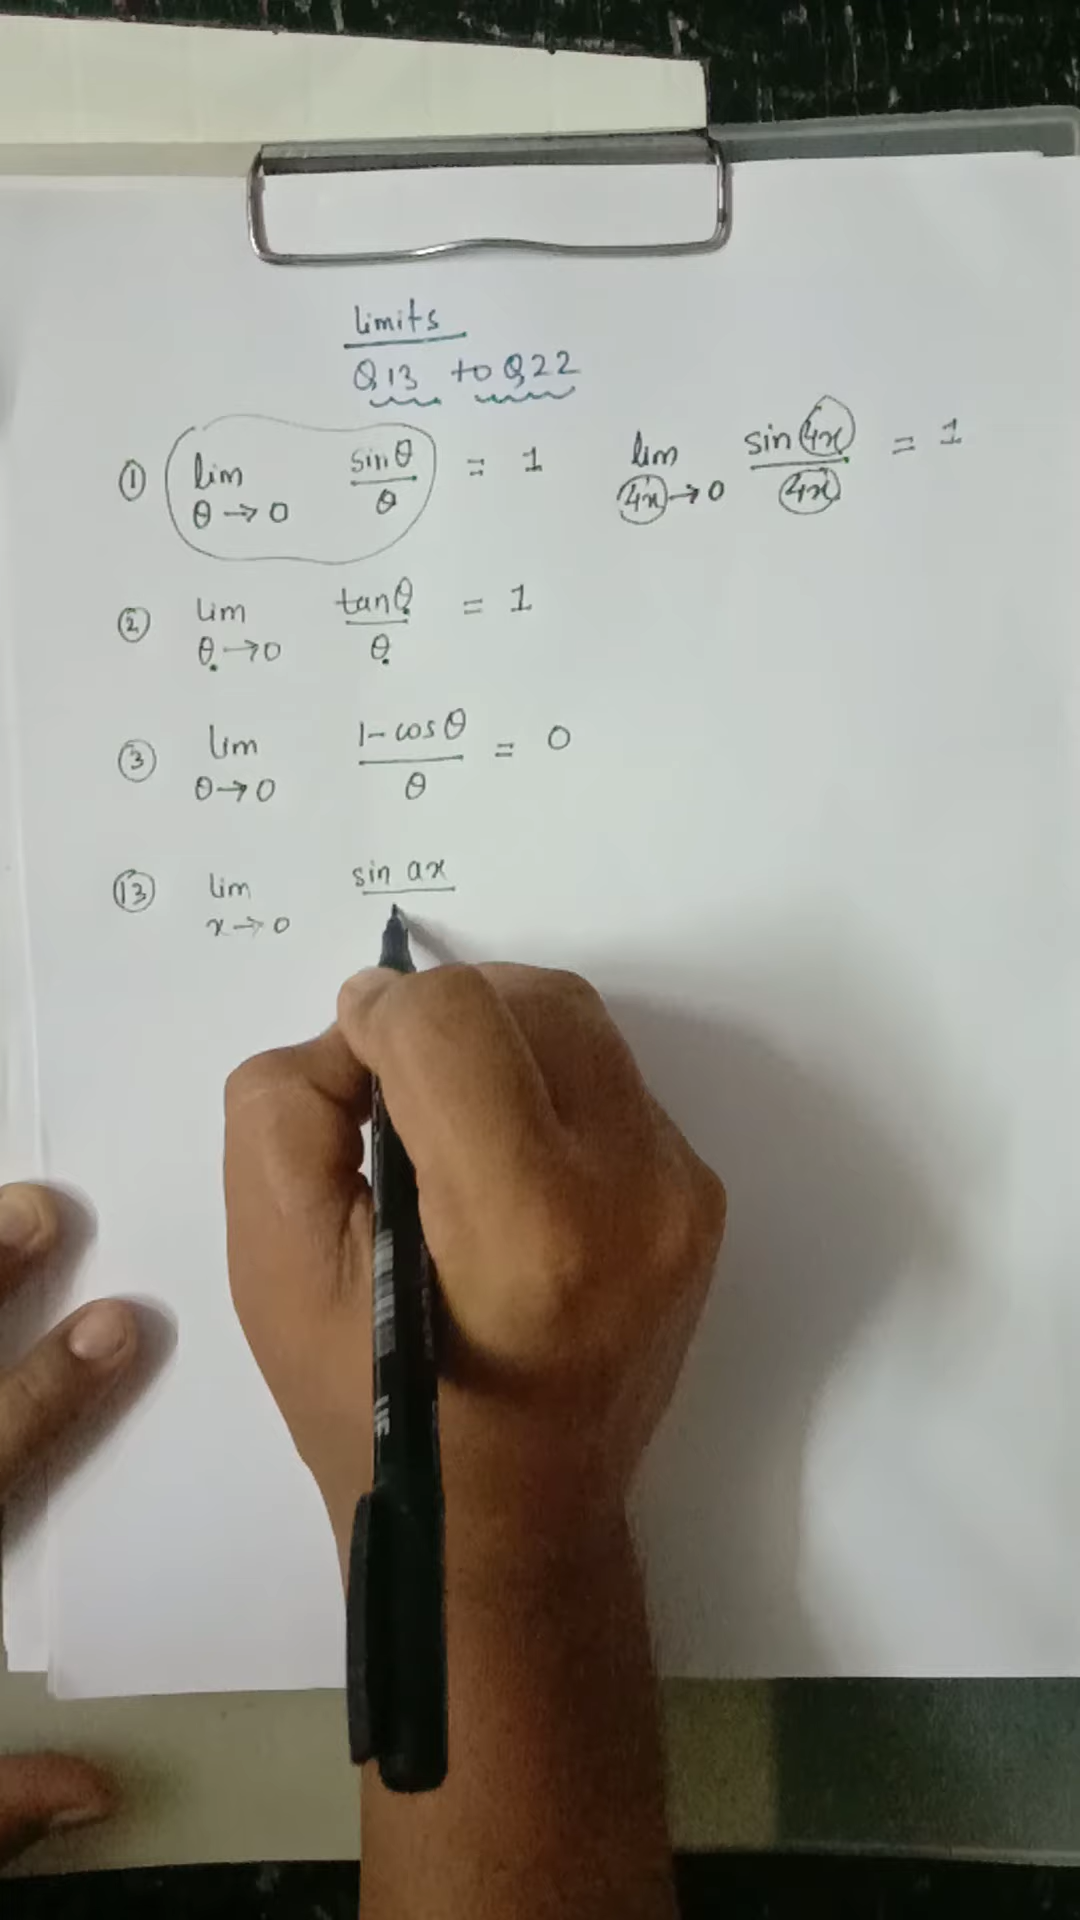 Limits
Q13 to Q22
① lim θ→0 sinθ/θ = 1 lim 4x→0 sin 4x/4x = 1
② lim θ→0 tanθ/θ = 1
③ lim θ→0 1-cosθ/θ = 0
⑬ lim x→0 sin ax